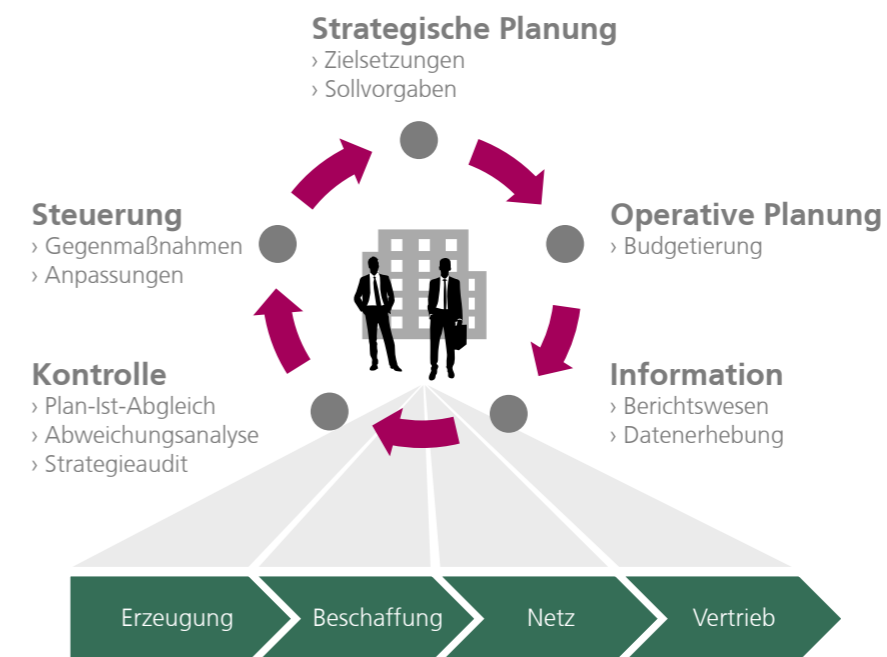 Strategische Planung
› Zielsetzungen
› Sollvorgaben
Steuerung
› Gegenmaßnahmen
› Anpassungen
Operative Planung
› Budgetierung
Kontrolle
› Plan-Ist-Abgleich
› Abweichungsanalyse
› Strategieaudit
Information
› Berichtswesen
› Datenerhebung
Erzeugung
Beschaffung
Netz
Vertrieb